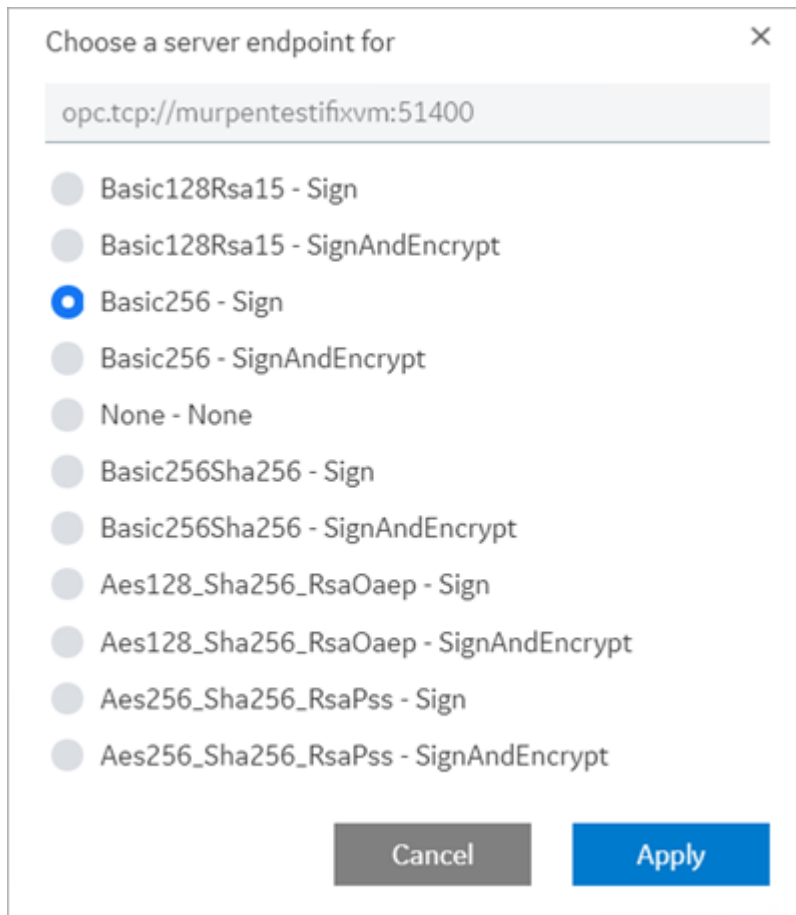 Choose a server endpoint for
opc.tcp://murpentestifixvm:51400
Basic128Rsa15 - Sign
Basic128Rsa15 - SignAndEncrypt
Basic256 - Sign
Basic256 - SignAndEncrypt
None - None
Basic256Sha256 - Sign
Basic256Sha256 - SignAndEncrypt
Aes128_Sha256_RsaOaep - Sign
Aes128_Sha256_RsaOaep - SignAndEncrypt
Aes256_Sha256_RsaPss - Sign
Aes256_Sha256_RsaPss - SignAndEncrypt
Cancel Apply